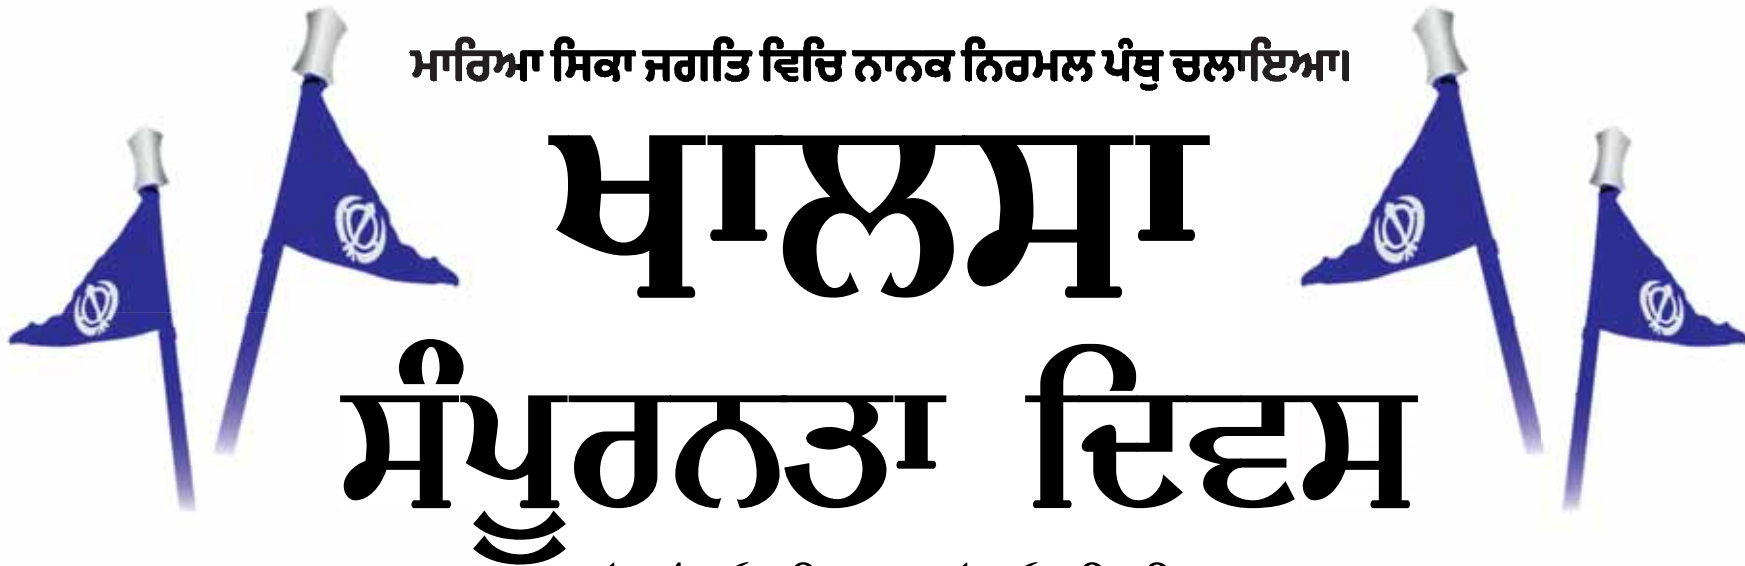 ਮਾਰਿਆ ਸਿਕਾ ਜਗਤਿ ਵਿਚਿ ਨਾਨਕ ਨਿਰਮਲ ਪੰਥੁ ਚਲਾਇਆ।
ਖਾਲਸਾ
ਸੰਪੂਰਨਤਾ ਦਿਵਸ